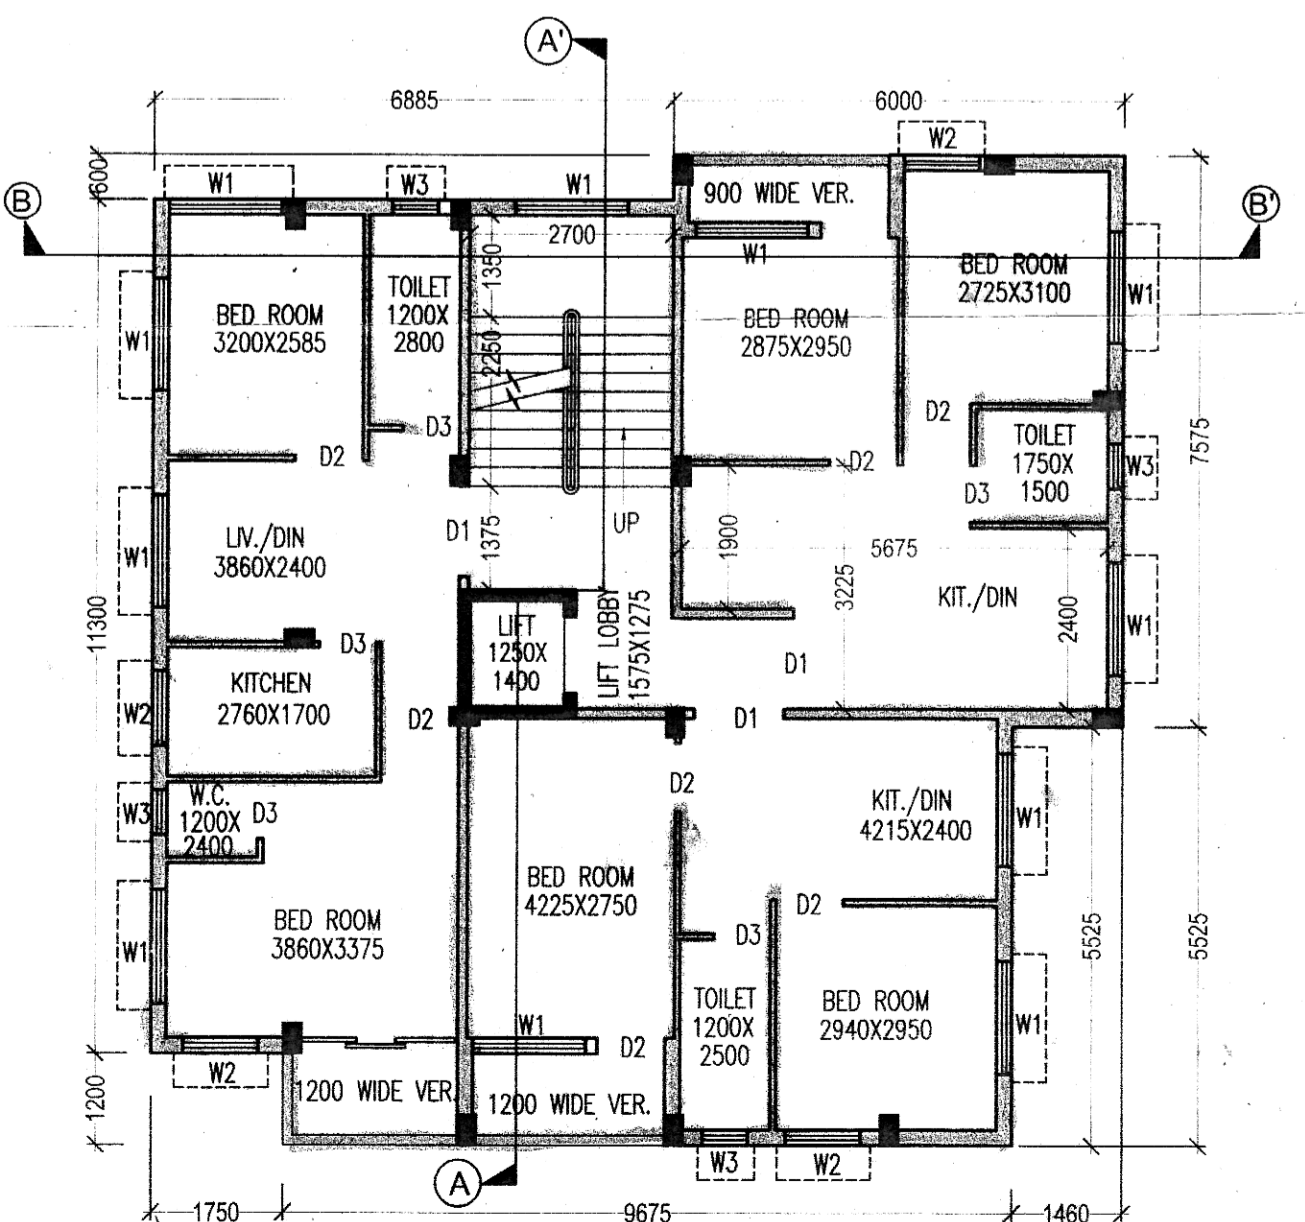 A'
6885
6000
W2
600
W1
W3
W1
900 WIDE VER.
B
B'
2700
W1
1350
BED ROOM
2725X3100
W1
TOILET
1200X
2800
BED ROOM
3200X2585
W1
BED ROOM
2875X2950
2250
D3
D2
D2
D2
TOILET
1750X
1500
W3
7575
D3
D1
UP
1375
1900
5675
3225
LIV./DIN
3860X2400
W1
KIT./DIN
2400
W1
11300
LIFT
1250X
1400
LIFT LOBBY
1575X1275
D3
D1
KITCHEN
2760X1700
W2
D2
D1
D2
W.C.
1200X
2400
D3
W3
KIT./DIN
4215X2400
W1
BED ROOM
4225X2750
D2
D3
BED ROOM
3860X3375
W1
5525
5525
TOILET
1200X
2500
BED ROOM
2940X2950
W1
W1
D2
W2
1200
1200 WIDE VER.
1200 WIDE VER.
W3
W2
A
1750
9675
1460